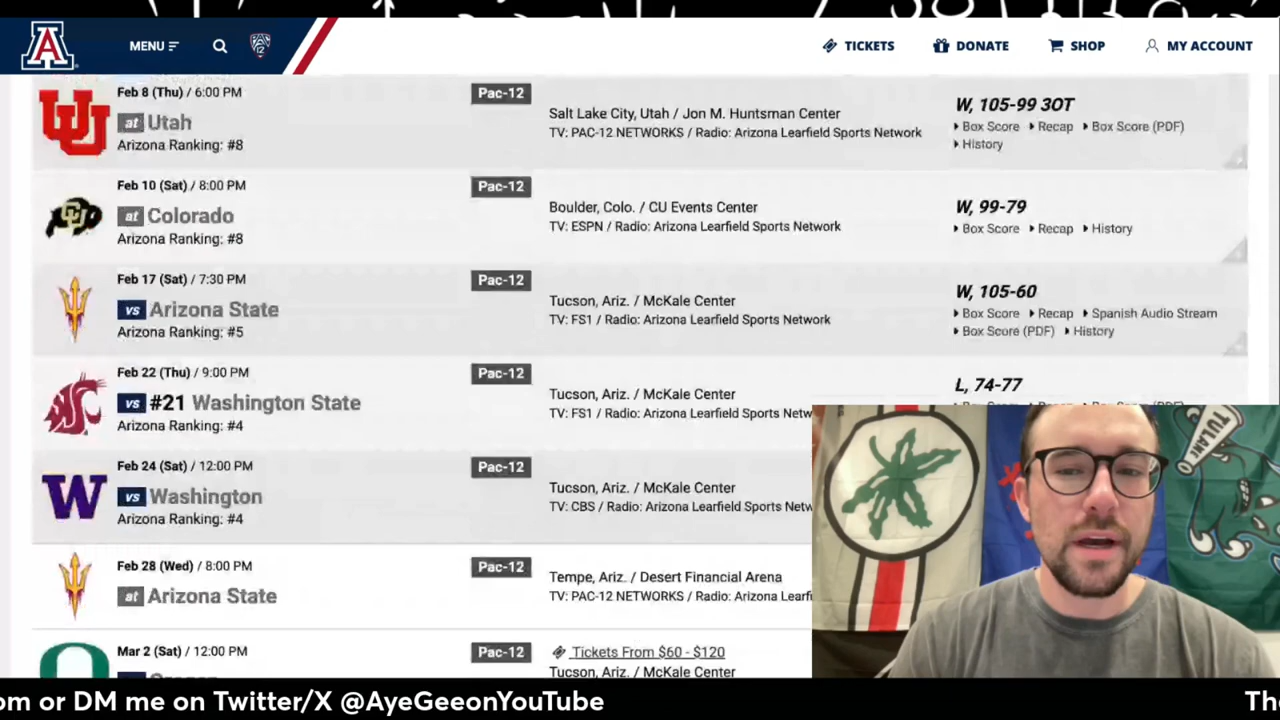 A
MENU
12
TICKETS
DONATE
SHOP
MY ACCOUNT
Feb 8 (Thu) / 6:00 PM
at Utah
Arizona Ranking: #8
Pac-12
Salt Lake City, Utah / Jon M. Huntsman Center
TV: PAC-12 NETWORKS / Radio: Arizona Learfield Sports Network
W, 105-99 3OT
Box Score Recap Box Score (PDF)
History
Feb 10 (Sat) / 8:00 PM
CU
at Colorado
Arizona Ranking: #8
Pac-12
Boulder, Colo. / CU Events Center
TV: ESPN / Radio: Arizona Learfield Sports Network
W, 99-79
Box Score Recap History
Feb 17 (Sat) / 7:30 PM
vs Arizona State
Arizona Ranking: #5
Pac-12
Tucson, Ariz. / McKale Center
TV: FS1 / Radio: Arizona Learfield Sports Network
W, 105-60
Box Score Recap Spanish Audio Stream
Box Score (PDF) History
Feb 22 (Thu) / 9:00 PM
vs #21 Washington State
Arizona Ranking: #4
Pac-12
Tucson, Ariz. / McKale Center
TV: FS1 / Radio: Arizona Learfield Sports Netw
L, 74-77
Feb 24 (Sat) / 12:00 PM
W
vs Washington
Arizona Ranking: #4
Pac-12
Tucson, Ariz. / McKale Center
TV: CBS / Radio: Arizona Learfield Sports Netw
Feb 28 (Wed) / 8:00 PM
at Arizona State
Pac-12
Tempe, Ariz. / Desert Financial Arena
TV: PAC-12 NETWORKS / Radio: Arizona Learfi
Mar 2 (Sat) / 12:00 PM
Pac-12
Tickets From $60 - $120
Tucson, Ariz. / McKale Center
TULANE
om or DM me on Twitter/X @AyeGeeonYouTube
Th